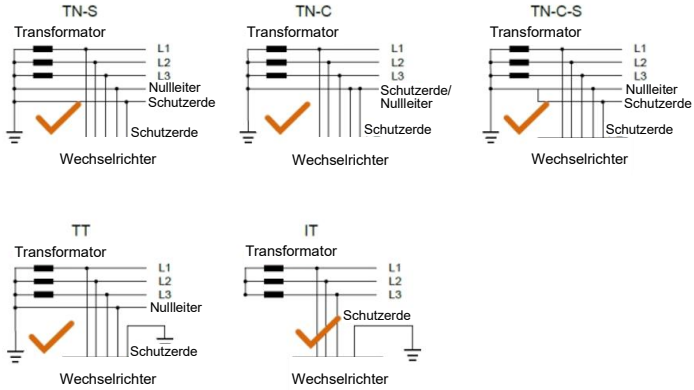 TN-S
Transformator
L1
L2
L3
Nullleiter
Schutzerde
Schutzerde
Wechselrichter
TN-C
Transformator
L1
L2
L3
Schutzerde/
Nullleiter
Schutzerde
Wechselrichter
TN-C-S
Transformator
L1
L2
L3
Nullleiter
Schutzerde
Schutzerde
Wechselrichter
TT
Transformator
L1
L2
L3
Nullleiter
Schutzerde
Wechselrichter
IT
Transformator
L1
L2
L3
Schutzerde
Wechselrichter